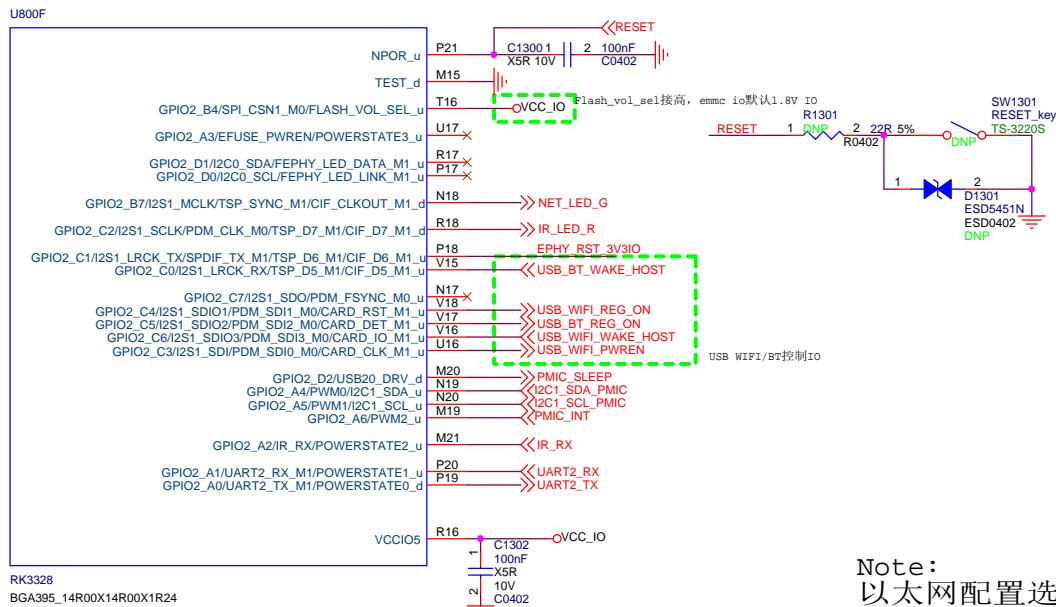 U800F
NPOR_u P21 RESET
C1300 1 2 100nF
X5R 10V C0402
TEST_d M15
GPIO2_B4/SPI_CSN1_M0/FLASH_VOL_SEL_u T16 VCC_IO Flash_vol_sel接高，emmc io默认1.8V IO
GPIO2_A3/EFUSE_PWREN/POWERSTATE3_u U17
GPIO2_D1/I2C0_SDA/FEPHY_LED_DATA_M1_u R17
GPIO2_D0/I2C0_SCL/FEPHY_LED_LINK_M1_u P17
GPIO2_B7/I2S1_MCLK/TSP_SYNC_M1/CIF_CLKOUT_M1_d N18 NET_LED_G
GPIO2_C2/I2S1_SCLK/PDM_CLK_M0/TSP_D7_M1/CIF_D7_M1_d R18 IR_LED_R
GPIO2_C1/I2S1_LRCK_TX/SPDIF_TX_M1/TSP_D6_M1/CIF_D6_M1_u P18 EPHY_RST_3V3IO
GPIO2_C0/I2S1_LRCK_RX/TSP_D5_M1/CIF_D5_M1_u V15 USB_BT_WAKE_HOST
GPIO2_C7/I2S1_SDO/PDM_FSYNC_M0_u N17
GPIO2_C4/I2S1_SDIO1/PDM_SDI1_M0/CARD_RST_M1_u V18 USB_WIFI_REG_ON
GPIO2_C5/I2S1_SDIO2/PDM_SDI2_M0/CARD_DET_M1_u V17 USB_BT_REG_ON
GPIO2_C6/I2S1_SDIO3/PDM_SDI3_M0/CARD_IO_M1_u V16 USB_WIFI_WAKE_HOST
GPIO2_C3/I2S1_SDI/PDM_SDI0_M0/CARD_CLK_M1_u U16 USB_WIFI_PWREN
USB WIFI/BT控制IO
GPIO2_D2/USB20_DRV_d M20 PMIC_SLEEP
GPIO2_A4/PWM0/I2C1_SDA_u N19 I2C1_SDA_PMIC
GPIO2_A5/PWM1/I2C1_SCL_u N20 I2C1_SCL_PMIC
GPIO2_A6/PWM2_u M19 PMIC_INT
GPIO2_A2/IR_RX/POWERSTATE2_u M21 IR_RX
GPIO2_A1/UART2_RX_M1/POWERSTATE1_u P20 UART2_RX
GPIO2_A0/UART2_TX_M1/POWERSTATE0_d P19 UART2_TX
VCCIO5 R16 VCC_IO
1 C1302
100nF
X5R
10V
2 C0402
RK3328
BGA395_14R00X14R00X1R24
SW1301
RESET_key
TS-3220S
DNP
R1301
DNP
RESET 1 2 22R 5%
R0402
1 2
D1301
ESD5451N
ESD0402
DNP
Note:
以太网配置选